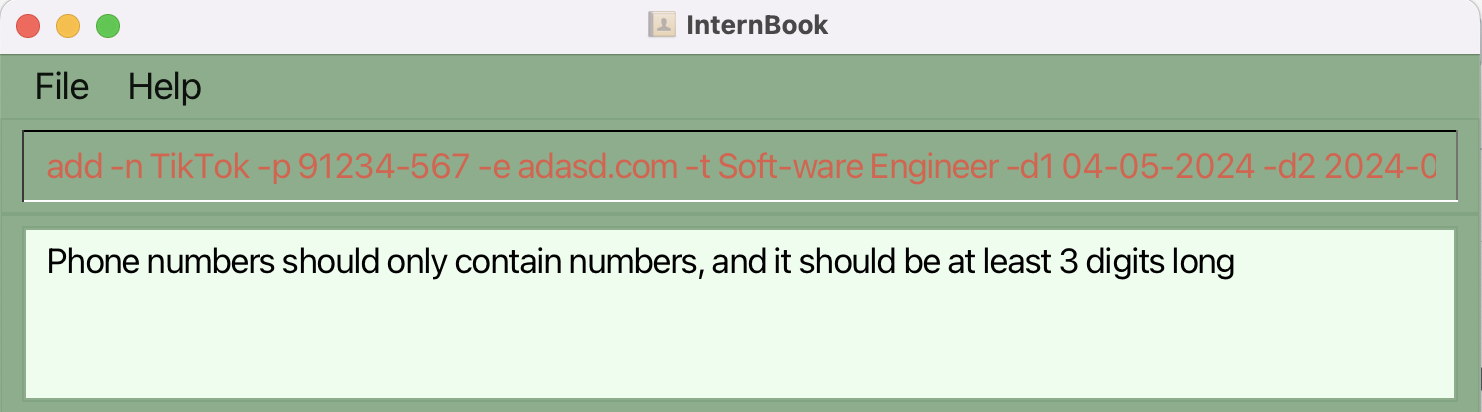 InternBook
File Help
add -n TikTok -p 91234-567 -e adasd.com -t Soft-ware Engineer -d1 04-05-2024 -d2 2024-0
Phone numbers should only contain numbers, and it should be at least 3 digits long